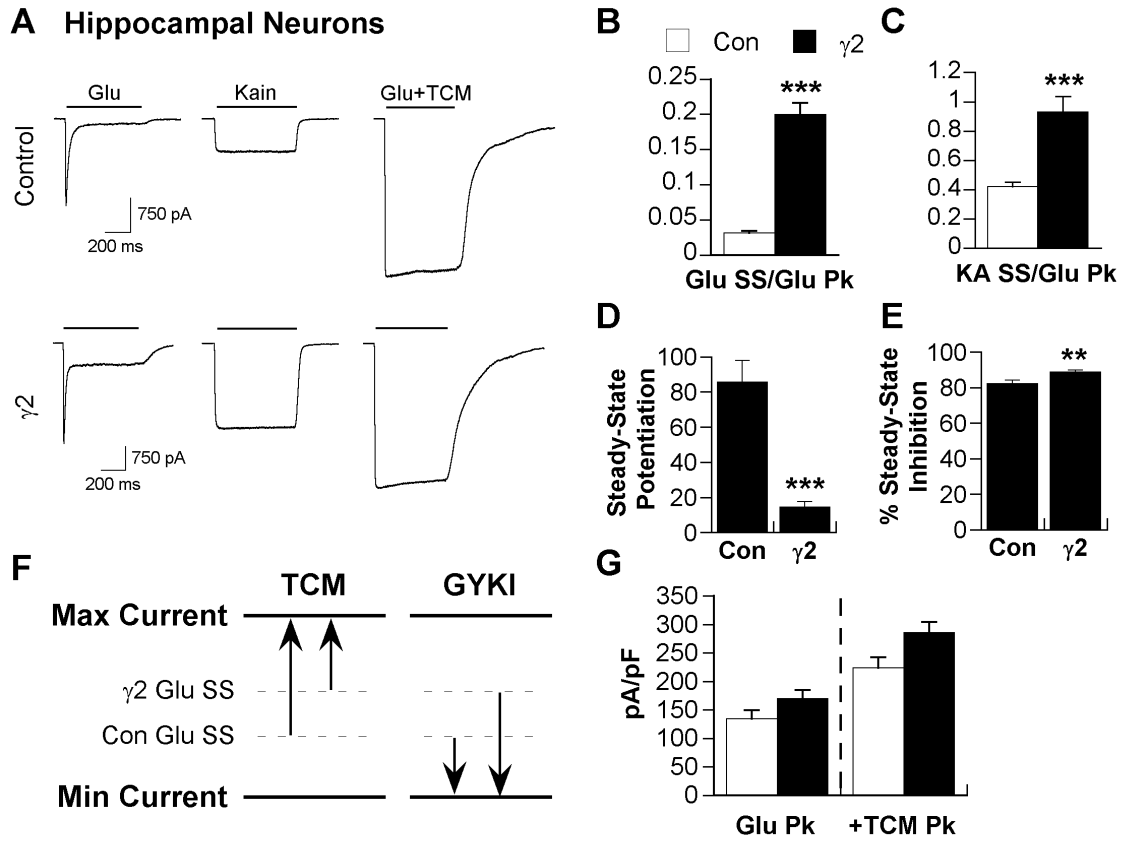 A Hippocampal Neurons
Control
Glu
Kain
Glu+TCM
750 pA
200 ms
γ2
750 pA
200 ms
B
Con
γ2
0.25
0.2
0.15
0.1
0.05
0
***
Glu SS/Glu Pk
C
1.2
1
0.8
0.6
0.4
0.2
0
***
KA SS/Glu Pk
D
Steady-State
Potentiation
100
80
60
40
20
0
***
Con γ2
E
% Steady-State
Inhibition
100
80
60
40
20
0
**
Con γ2
F
TCM GYKI
Max Current
γ2 Glu SS
Con Glu SS
Min Current
G
pA/pF
350
300
250
200
150
100
50
0
Glu Pk +TCM Pk